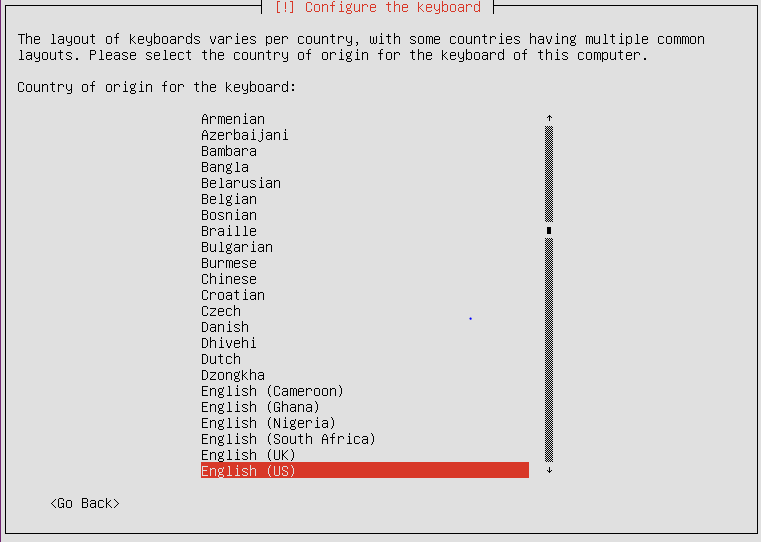 [!] Configure the keyboard
The layout of keyboards varies per country, with some countries having multiple common
layouts. Please select the country of origin for the keyboard of this computer.
Country of origin for the keyboard:
Armenian
Azerbaijani
Bambara
Bangla
Belarusian
Belgian
Bosnian
Braille
Bulgarian
Burmese
Chinese
Croatian
Czech
Danish
Dhivehi
Dutch
Dzongkha
English (Cameroon)
English (Ghana)
English (Nigeria)
English (South Africa)
English (UK)
English (US)
<Go Back>